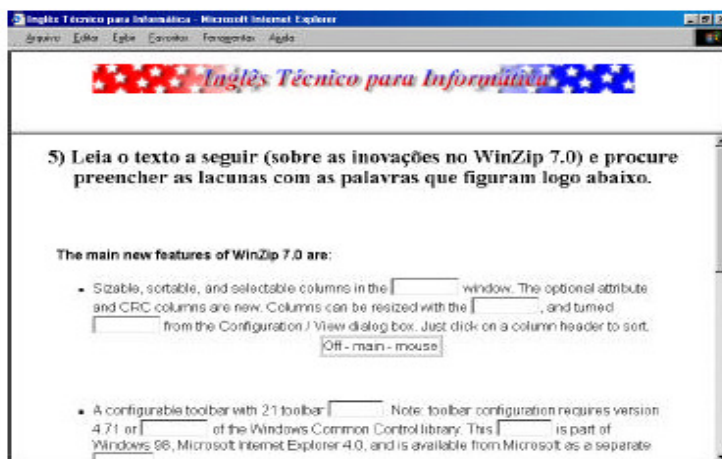 Inglês Técnico para Informática - Microsoft Internet Explorer
Arquivo Editar Exibir Favoritos Ferramentas Ajuda
Inglês Técnico para Informática
5) Leia o texto a seguir (sobre as inovações no WinZip 7.0) e procure
preencher as lacunas com as palavras que figuram logo abaixo.
The main new features of WinZip 7.0 are:
• Sizable, sortable, and selectable columns in the window. The optional attribute
and CRC columns are new. Columns can be resized with the , and turned
from the Configuration / View dialog box. Just click on a column header to sort.
Off - main - mouse
• A configurable toolbar with 21 toolbar . Note: toolbar configuration requires version
4.71 or of the Windows Common Control library. This is part of
Windows 98, Microsoft Internet Explorer 4.0, and is available from Microsoft as a separate